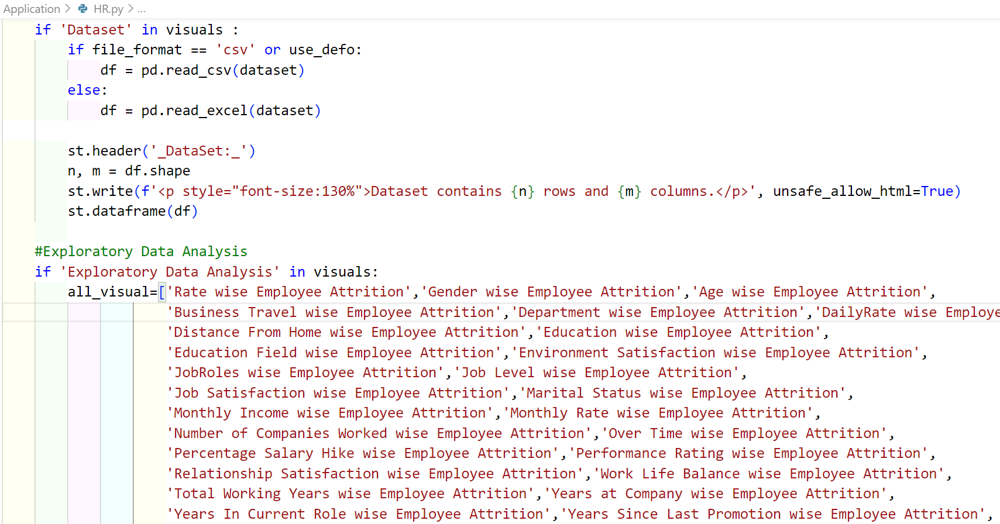 Application > HR.py > ...
if 'Dataset' in visuals :
if file_format == 'csv' or use_defo:
df = pd.read_csv(dataset)
else:
df = pd.read_excel(dataset)
st.header('_DataSet:_')
n, m = df.shape
st.write(f'<p style="font-size:130%">Dataset contains {n} rows and {m} columns.</p>', unsafe_allow_html=True)
st.dataframe(df)
#Exploratory Data Analysis
if 'Exploratory Data Analysis' in visuals:
all_visual=['Rate wise Employee Attrition','Gender wise Employee Attrition','Age wise Employee Attrition',
'Business Travel wise Employee Attrition','Department wise Employee Attrition','DailyRate wise Employe
'Distance From Home wise Employee Attrition','Education wise Employee Attrition',
'Education Field wise Employee Attrition','Environment Satisfaction wise Employee Attrition',
'JobRoles wise Employee Attrition','Job Level wise Employee Attrition',
'Job Satisfaction wise Employee Attrition','Marital Status wise Employee Attrition',
'Monthly Income wise Employee Attrition','Monthly Rate wise Employee Attrition',
'Number of Companies Worked wise Employee Attrition','Over Time wise Employee Attrition',
'Percentage Salary Hike wise Employee Attrition','Performance Rating wise Employee Attrition',
'Relationship Satisfaction wise Employee Attrition','Work Life Balance wise Employee Attrition',
'Total Working Years wise Employee Attrition','Years at Company wise Employee Attrition',
'Years In Current Role wise Employee Attrition','Years Since Last Promotion wise Employee Attrition',